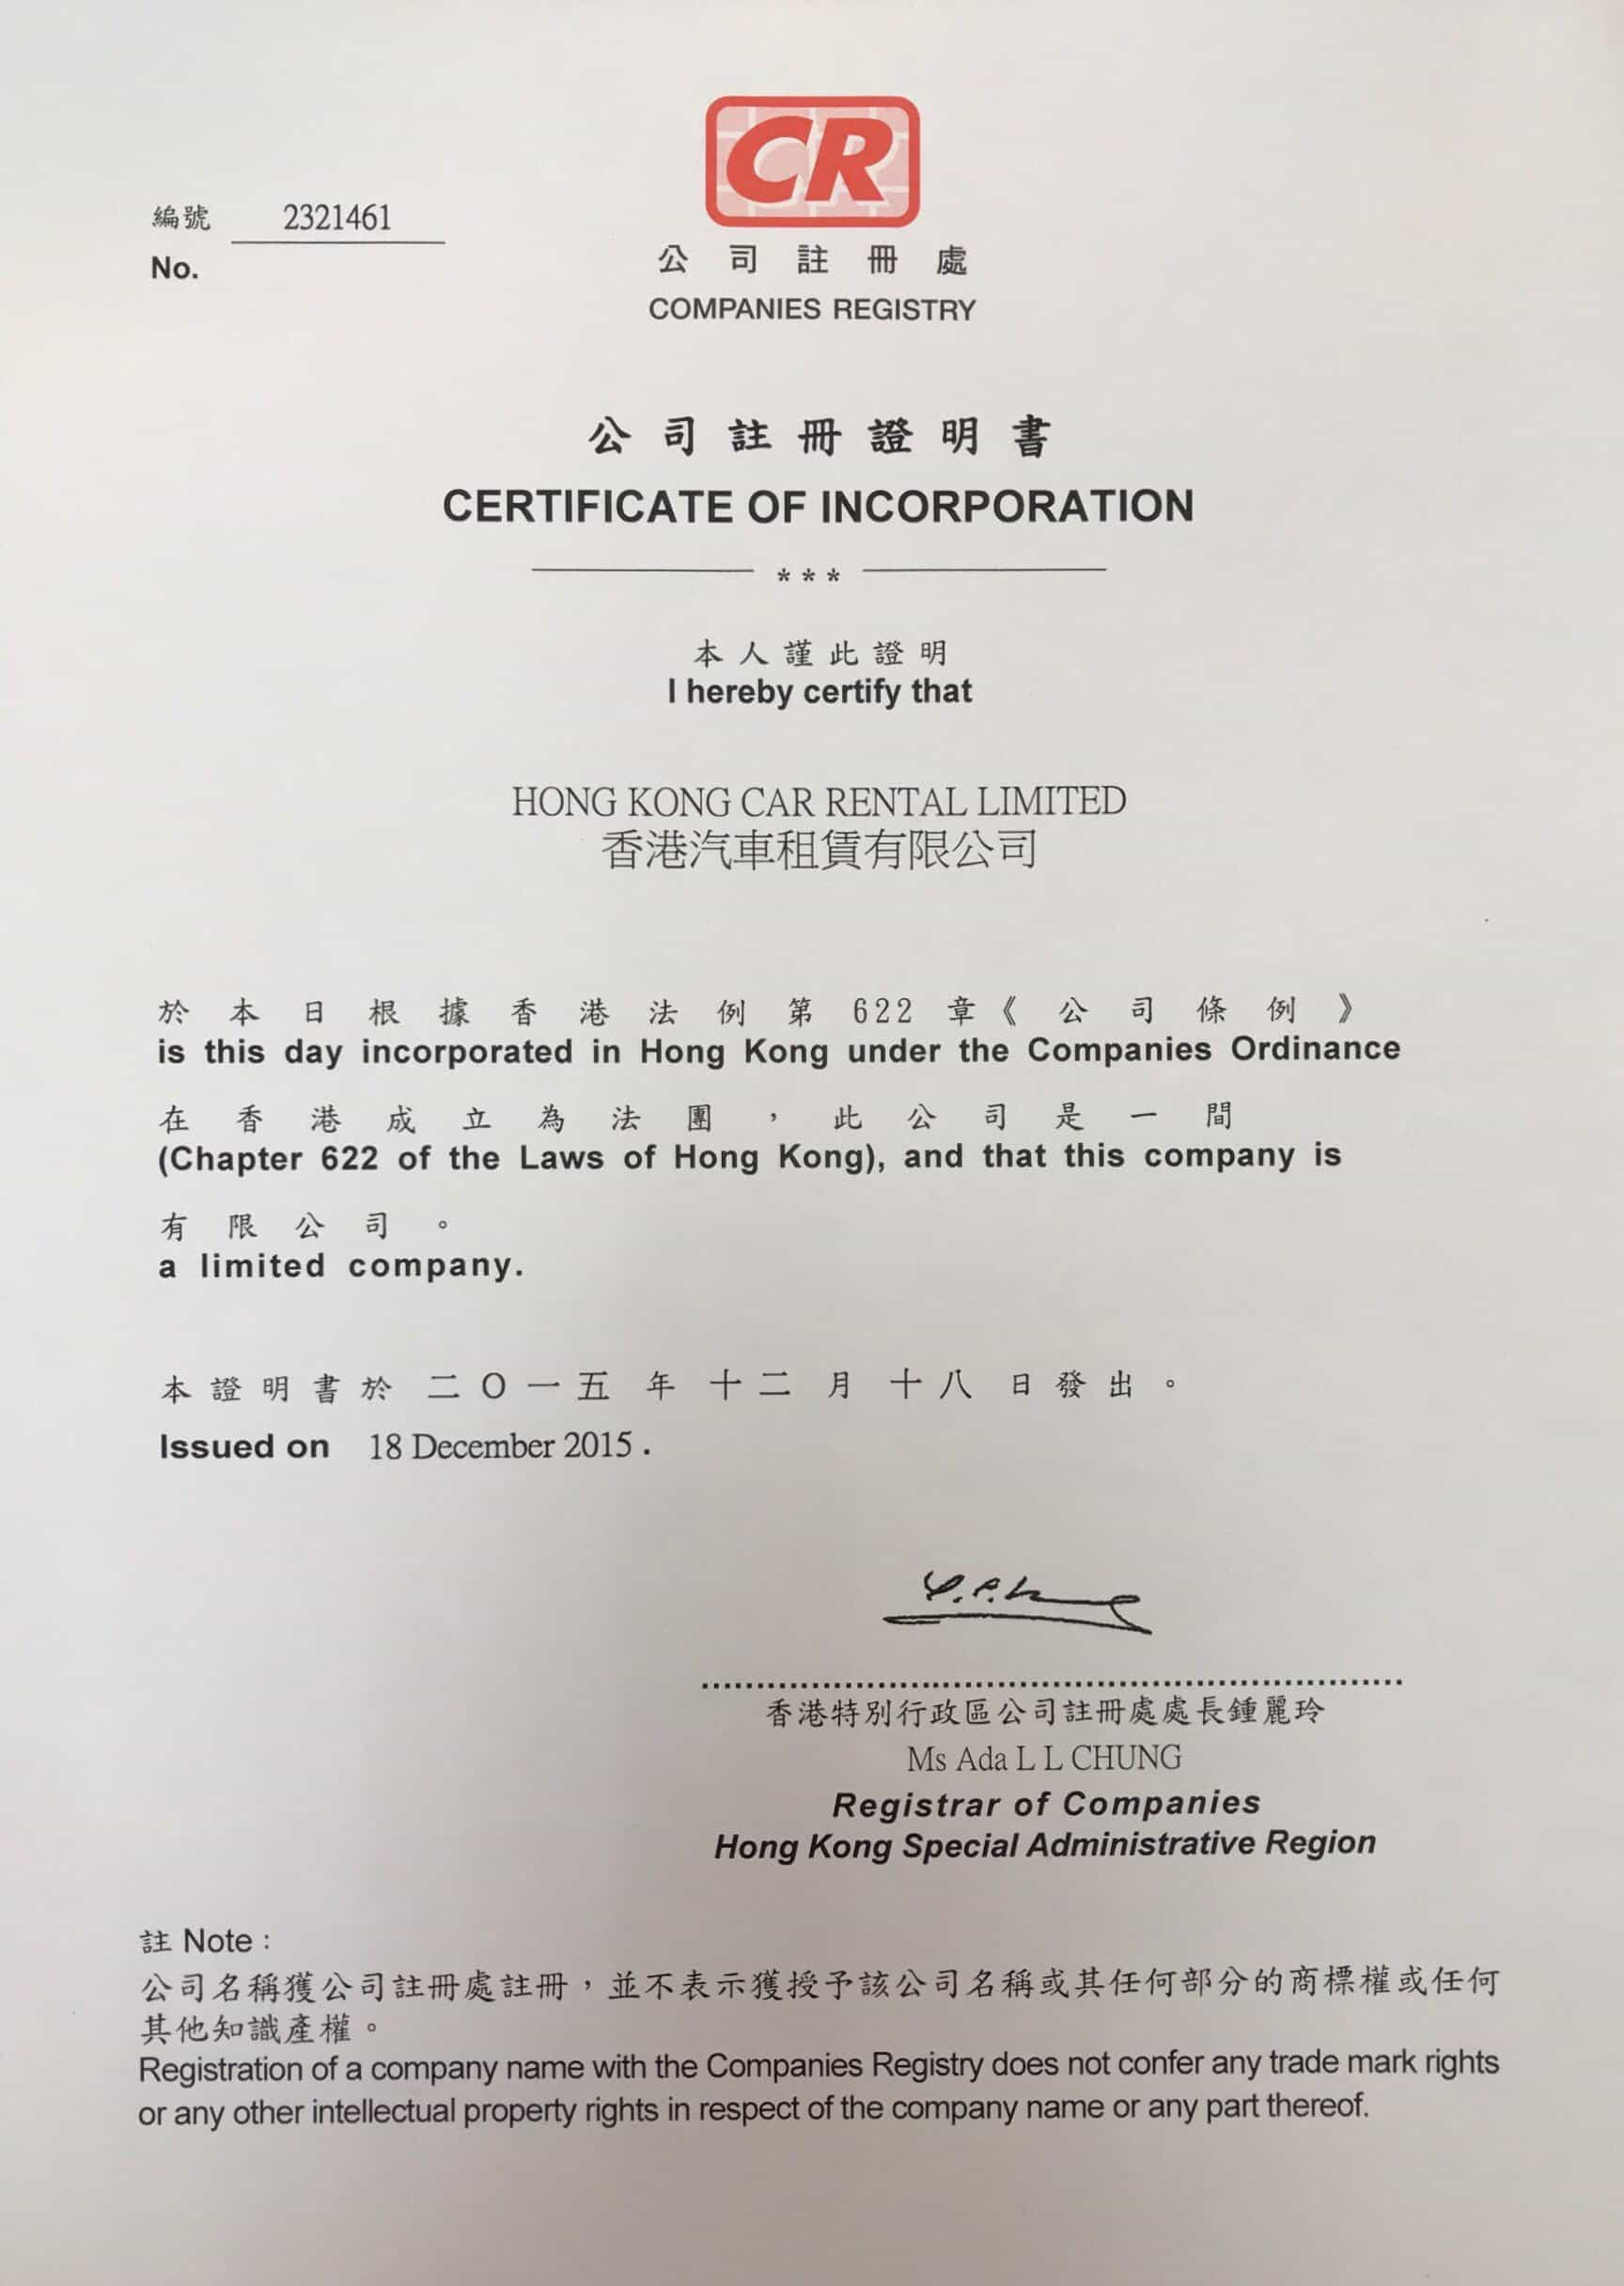 CR
編號 2321461
No.
公司註冊處
COMPANIES REGISTRY
公司註冊證明書
CERTIFICATE OF INCORPORATION
***
本人謹此證明
I hereby certify that
HONG KONG CAR RENTAL LIMITED
香港汽車租賃有限公司
於本日根據香港法例第622章《公司條例》
is this day incorporated in Hong Kong under the Companies Ordinance
在香港成立為法團，此公司是一間
(Chapter 622 of the Laws of Hong Kong), and that this company is
有限公司。
a limited company.
本證明書於二O一五年十二月十八日發出。
Issued on 18 December 2015.
香港特別行政區公司註冊處處長鍾麗玲
Ms Ada L L CHUNG
Registrar of Companies
Hong Kong Special Administrative Region
註 Note :
公司名稱獲公司註冊處註冊，並不表示獲授予該公司名稱或其任何部分的商標權或任何
其他知識產權。
Registration of a company name with the Companies Registry does not confer any trade mark rights
or any other intellectual property rights in respect of the company name or any part thereof.